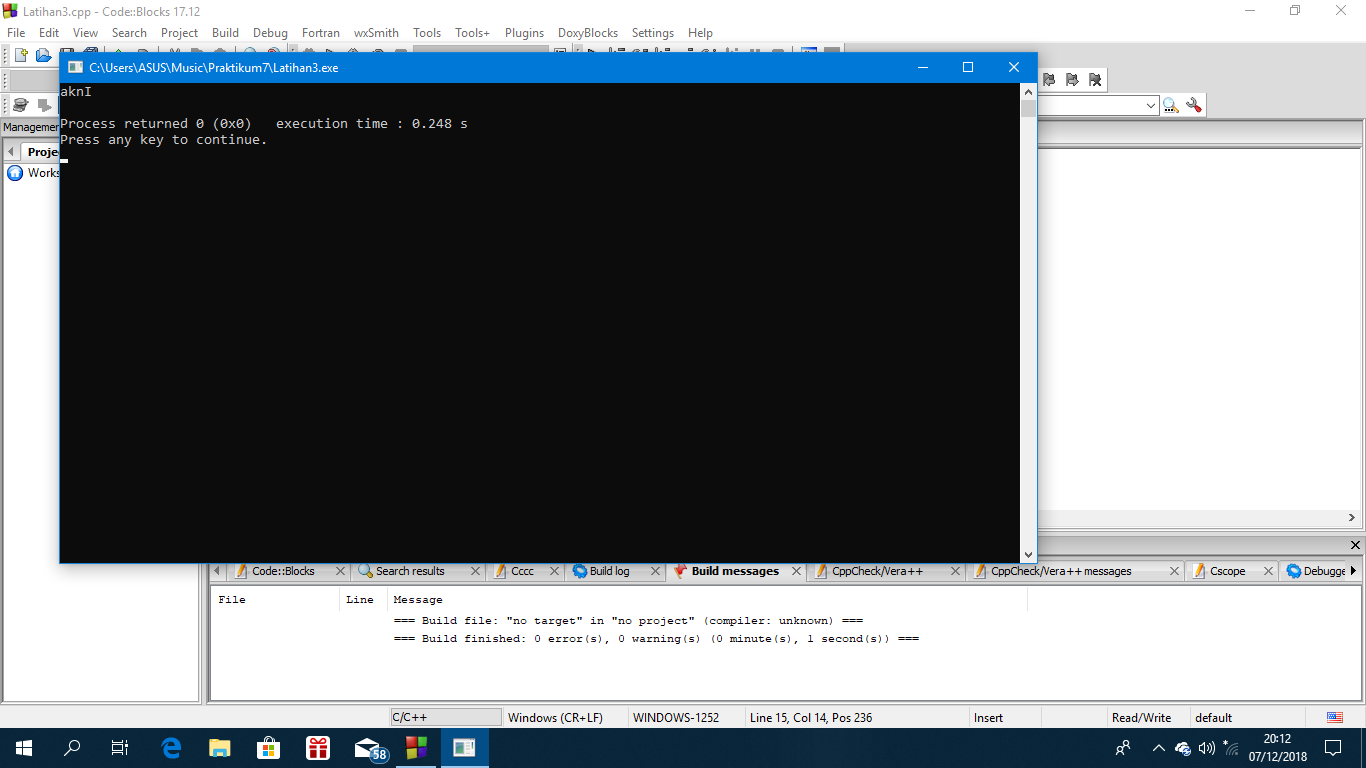 Latihan3.cpp - Code::Blocks 17.12
File Edit View Search Project Build Debug Fortran wxSmith Tools Tools+ Plugins DoxyBlocks Settings Help
C:\Users\ASUS\Music\Praktikum7\Latihan3.exe
aknI
Process returned 0 (0x0)   execution time : 0.248 s
Press any key to continue.
Management
Proje
Works
Code::Blocks Search results Cccc Build log Build messages CppCheck/Vera++ CppCheck/Vera++ messages Cscope Debugge
File Line Message
=== Build file: "no target" in "no project" (compiler: unknown) ===
=== Build finished: 0 error(s), 0 warning(s) (0 minute(s), 1 second(s)) ===
C/C++ Windows (CR+LF) WINDOWS-1252 Line 15, Col 14, Pos 236 Insert Read/Write default
58
20:12
07/12/2018